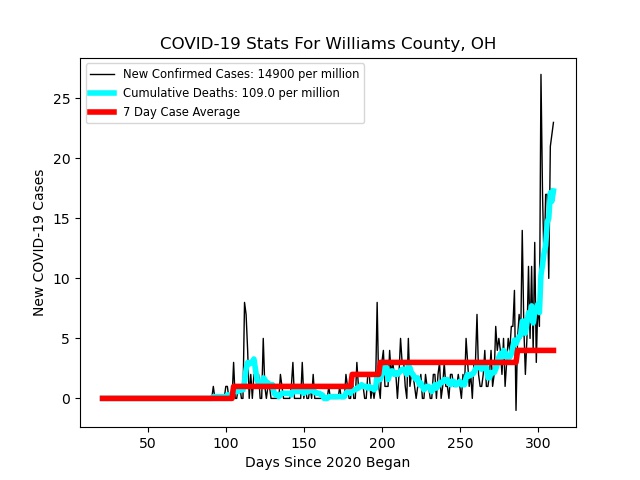 COVID-19 Stats For Williams County, OH
New Confirmed Cases: 14900 per million
Cumulative Deaths: 109.0 per million
7 Day Case Average
New COVID-19 Cases
25
20
15
10
5
0
50
100
150
200
250
300
Days Since 2020 Began